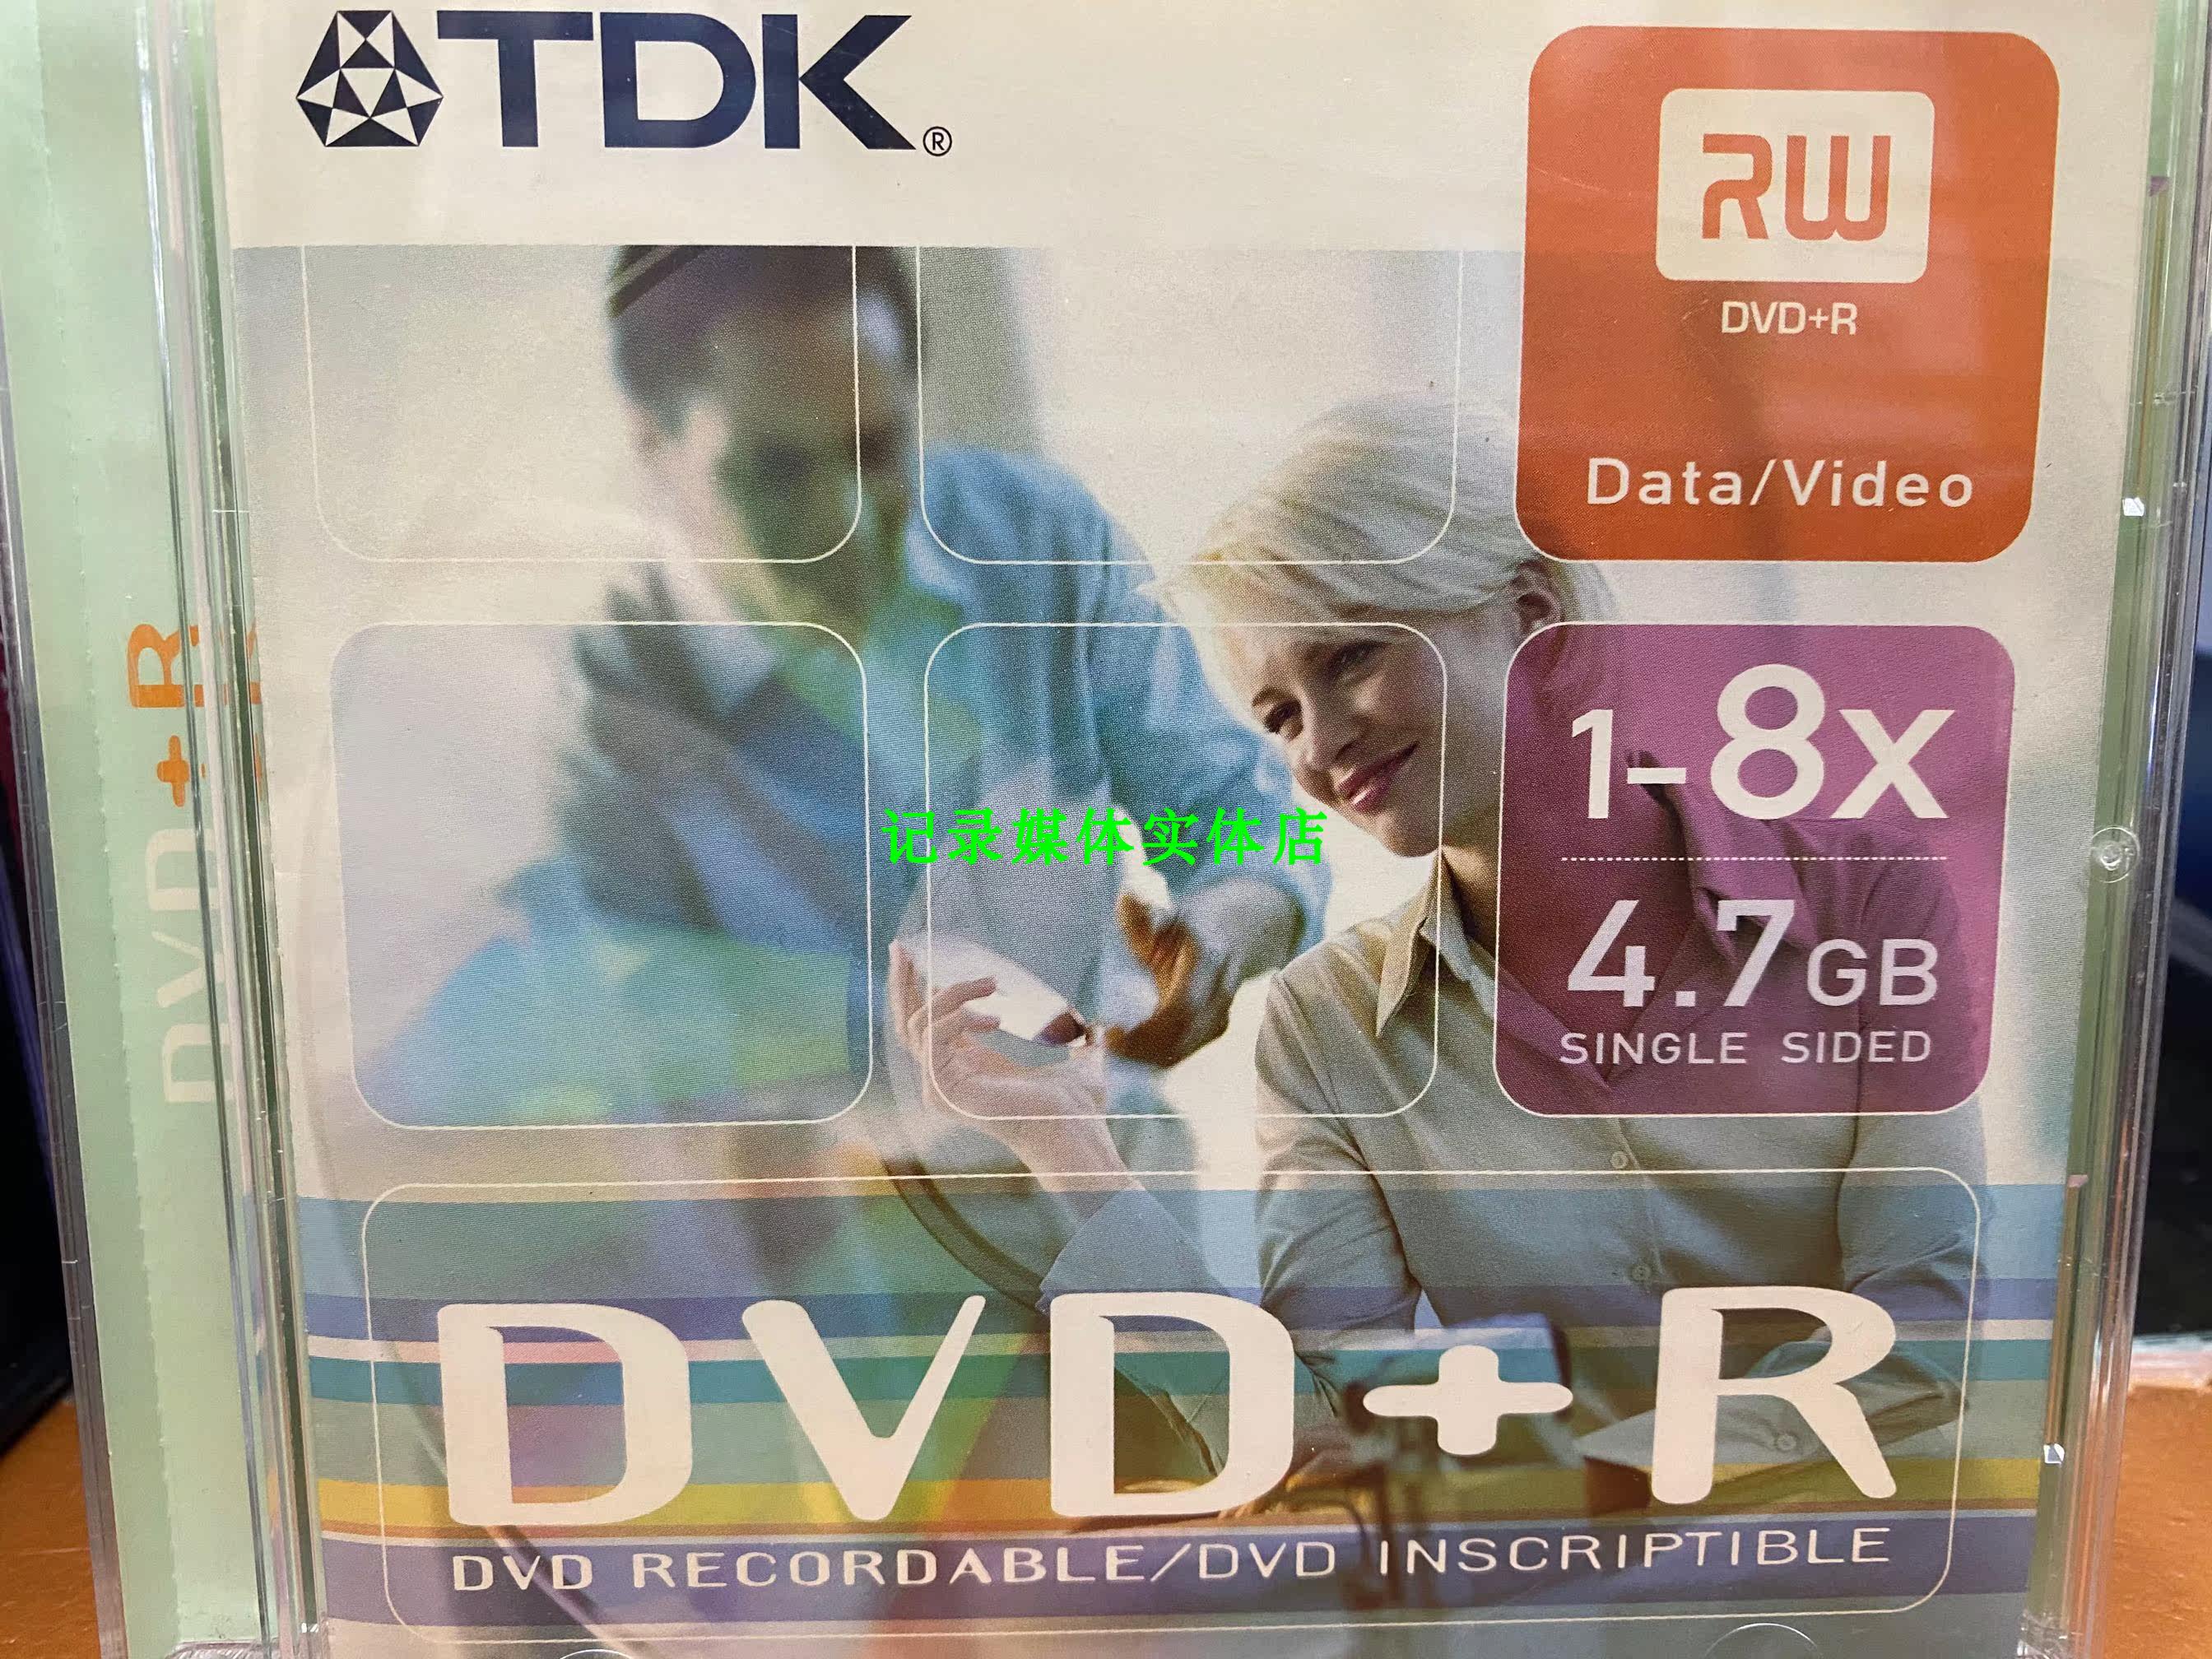 TDK®
RW
DVD+R
Data/Video
1-8x
4.7GB
SINGLE SIDED
记录媒体实体店
DVD+R
DVD+R
DVD RECORDABLE/DVD INSCRIPTIBLE